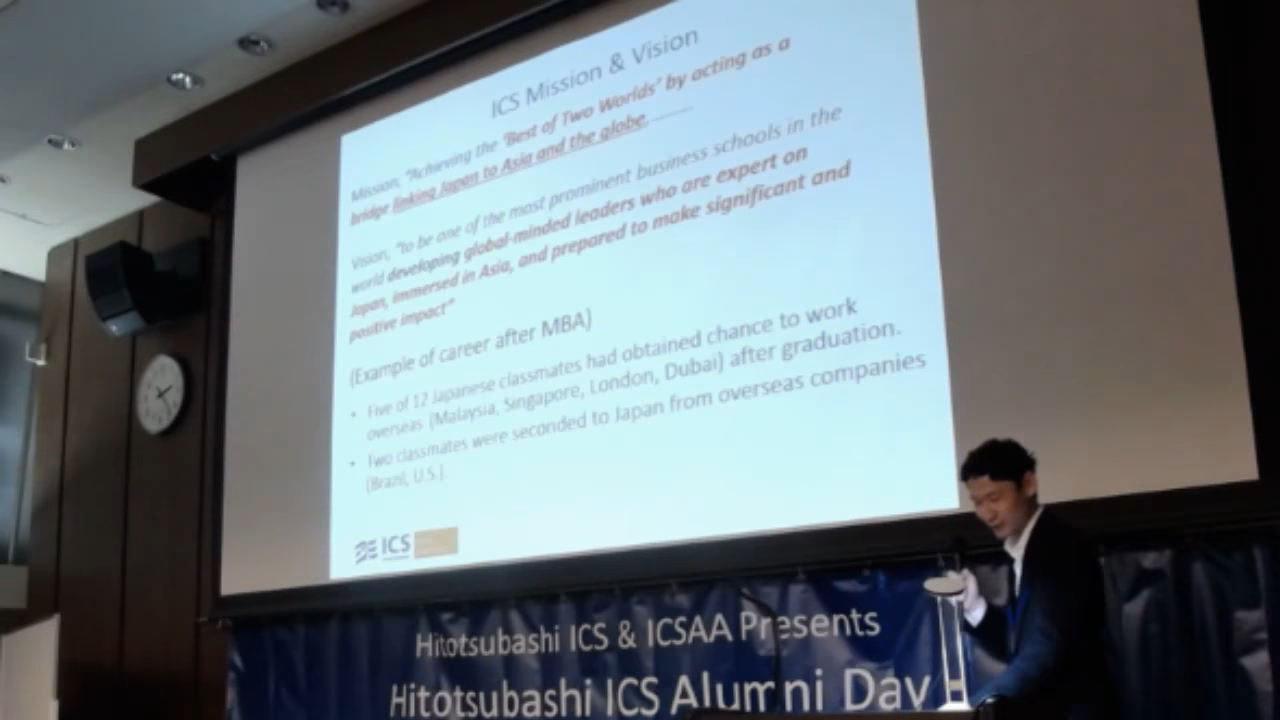 ICS Mission & Vision
Mission; "Achieving the 'Best of Two Worlds' by acting as a
bridge linking Japan to Asia and the globe,........
Vision; "to be one of the most prominent business schools in the
world developing global-minded leaders who are expert on
Japan, immersed in Asia, and prepared to make significant and
positive impact"
(Example of career after MBA)
• Five of 12 Japanese classmates had obtained chance to work
overseas (Malaysia, Singapore, London, Dubai) after graduation.
• Two classmates were seconded to Japan from overseas companies
(Brazil, U.S.).
ICS
Hitotsubashi ICS & ICSAA Presents
Hitotsubashi ICS Alumni Day